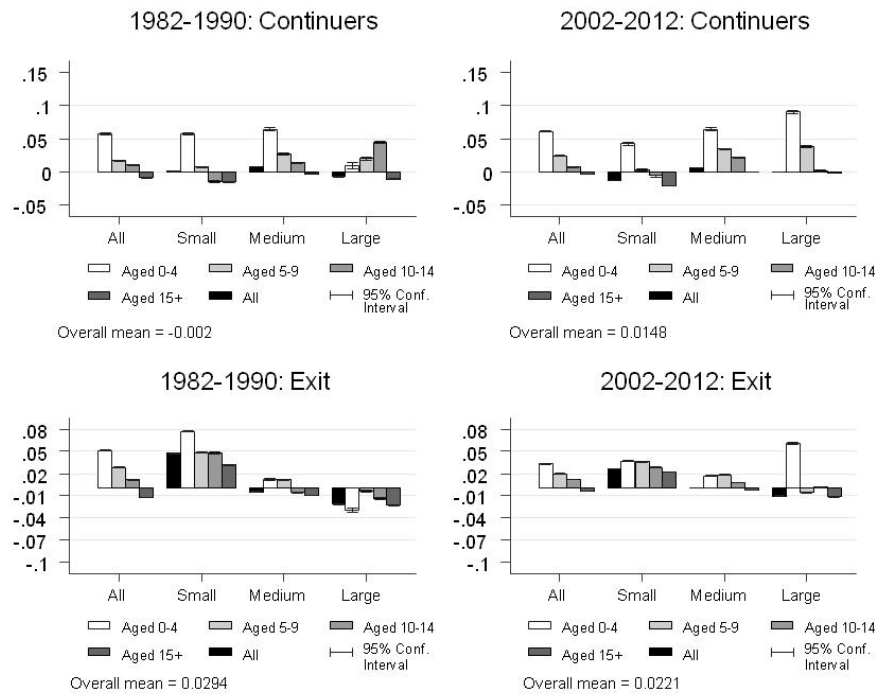 1982-1990: Continuers
.15
.1
.05
0
-.05
All Small Medium Large
Aged 0-4 Aged 5-9 Aged 10-14
Aged 15+ All 95% Conf.
Interval
Overall mean = -0.002
2002-2012: Continuers
.15
.1
.05
0
-.05
All Small Medium Large
Aged 0-4 Aged 5-9 Aged 10-14
Aged 15+ All 95% Conf.
Interval
Overall mean = 0.0148
1982-1990: Exit
.08
.05
.02
-.01
-.04
-.07
-.1
All Small Medium Large
Aged 0-4 Aged 5-9 Aged 10-14
Aged 15+ All 95% Conf.
Interval
Overall mean = 0.0294
2002-2012: Exit
.08
.05
.02
-.01
-.04
-.07
-.1
All Small Medium Large
Aged 0-4 Aged 5-9 Aged 10-14
Aged 15+ All 95% Conf.
Interval
Overall mean = 0.0221